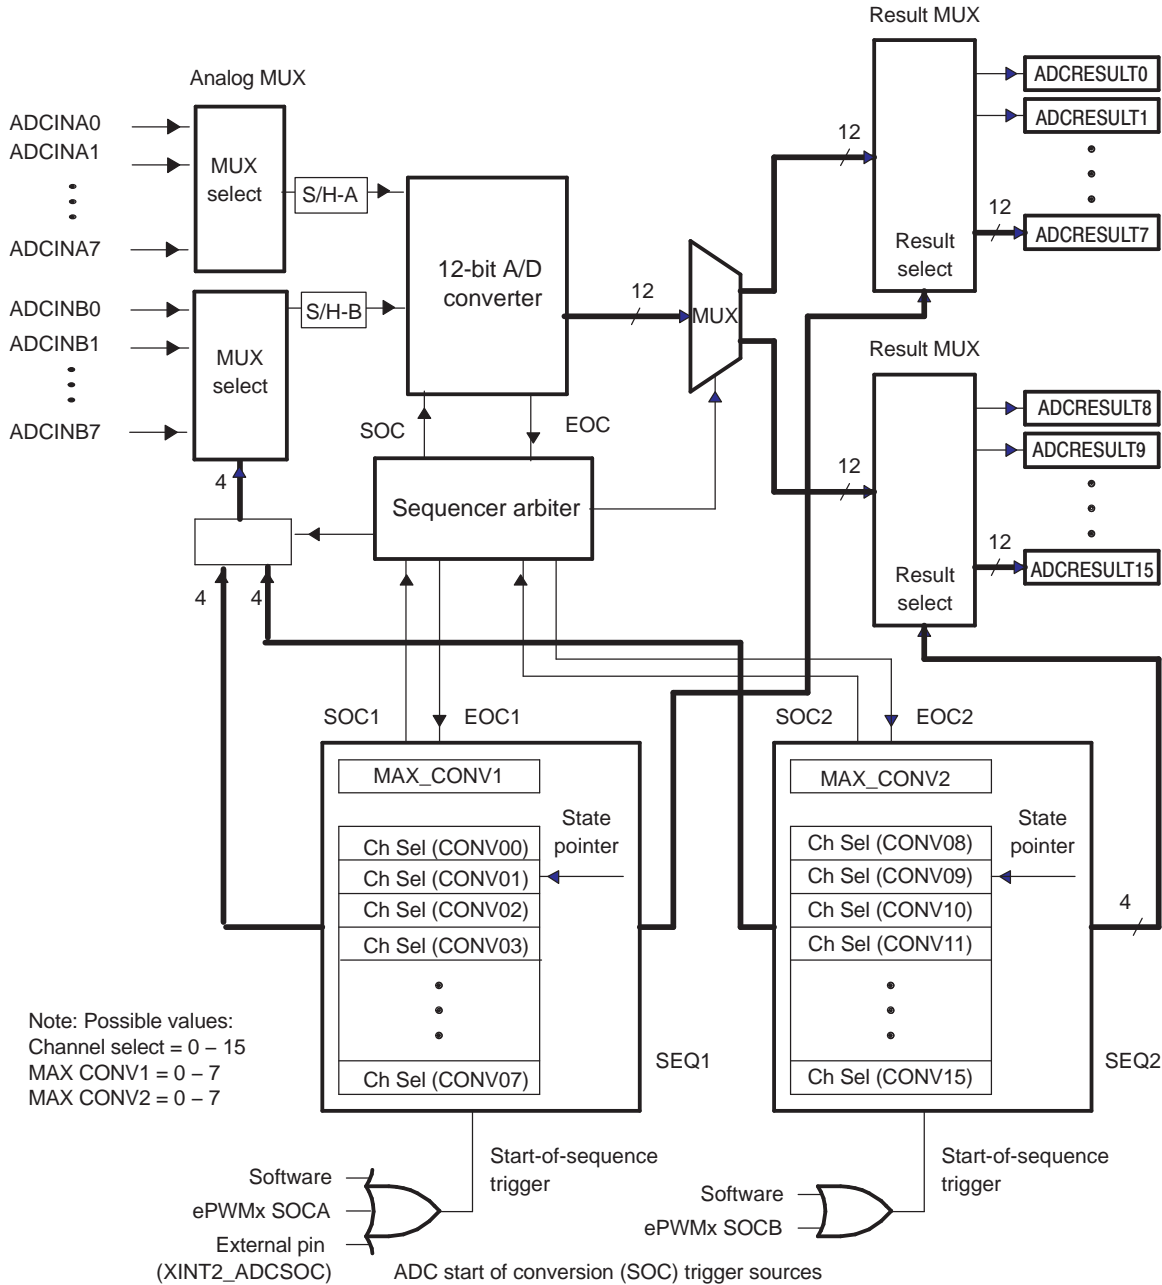 Result MUX
Analog MUX
ADCINA0
ADCINA1
ADCINA7
MUX
select
S/H-A
ADCINB0
ADCINB1
ADCINB7
MUX
select
S/H-B
12-bit A/D
converter
12
MUX
12
Result
select
ADCRESULT0
ADCRESULT1
12
ADCRESULT7
Result MUX
12
Result
select
ADCRESULT8
ADCRESULT9
12
ADCRESULT15
SOC
EOC
Sequencer arbiter
4
4
4
SOC1
EOC1
SOC2
EOC2
MAX_CONV1
Ch Sel (CONV00)
Ch Sel (CONV01)
Ch Sel (CONV02)
Ch Sel (CONV03)
Ch Sel (CONV07)
State
pointer
SEQ1
MAX_CONV2
Ch Sel (CONV08)
Ch Sel (CONV09)
Ch Sel (CONV10)
Ch Sel (CONV11)
Ch Sel (CONV15)
State
pointer
4
SEQ2
Note: Possible values:
Channel select = 0 – 15
MAX CONV1 = 0 – 7
MAX CONV2 = 0 – 7
Software
ePWMx SOCA
External pin
(XINT2_ADCSOC)
Start-of-sequence
trigger
Software
ePWMx SOCB
Start-of-sequence
trigger
ADC start of conversion (SOC) trigger sources